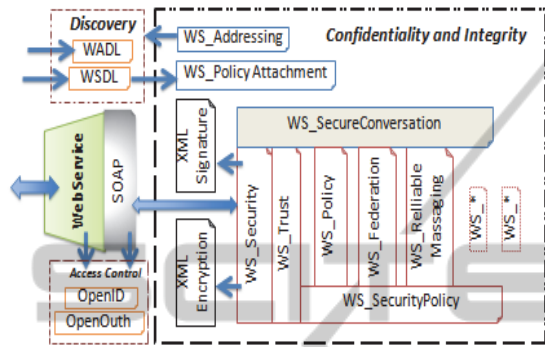 Discovery
WADL
WSDL
WS_Addressing
WS_Policy Attachment
Confidentiality and Integrity
Web Service
SOAP
XML
Signature
XML
Encryption
WS_SecureConversation
WS_Security
WS_Trust
WS_Policy
WS_Federation
WS_Relliable
Massaging
WS_*
WS_*
WS_SecurityPolicy
Access Control
OpenID
OpenOuth